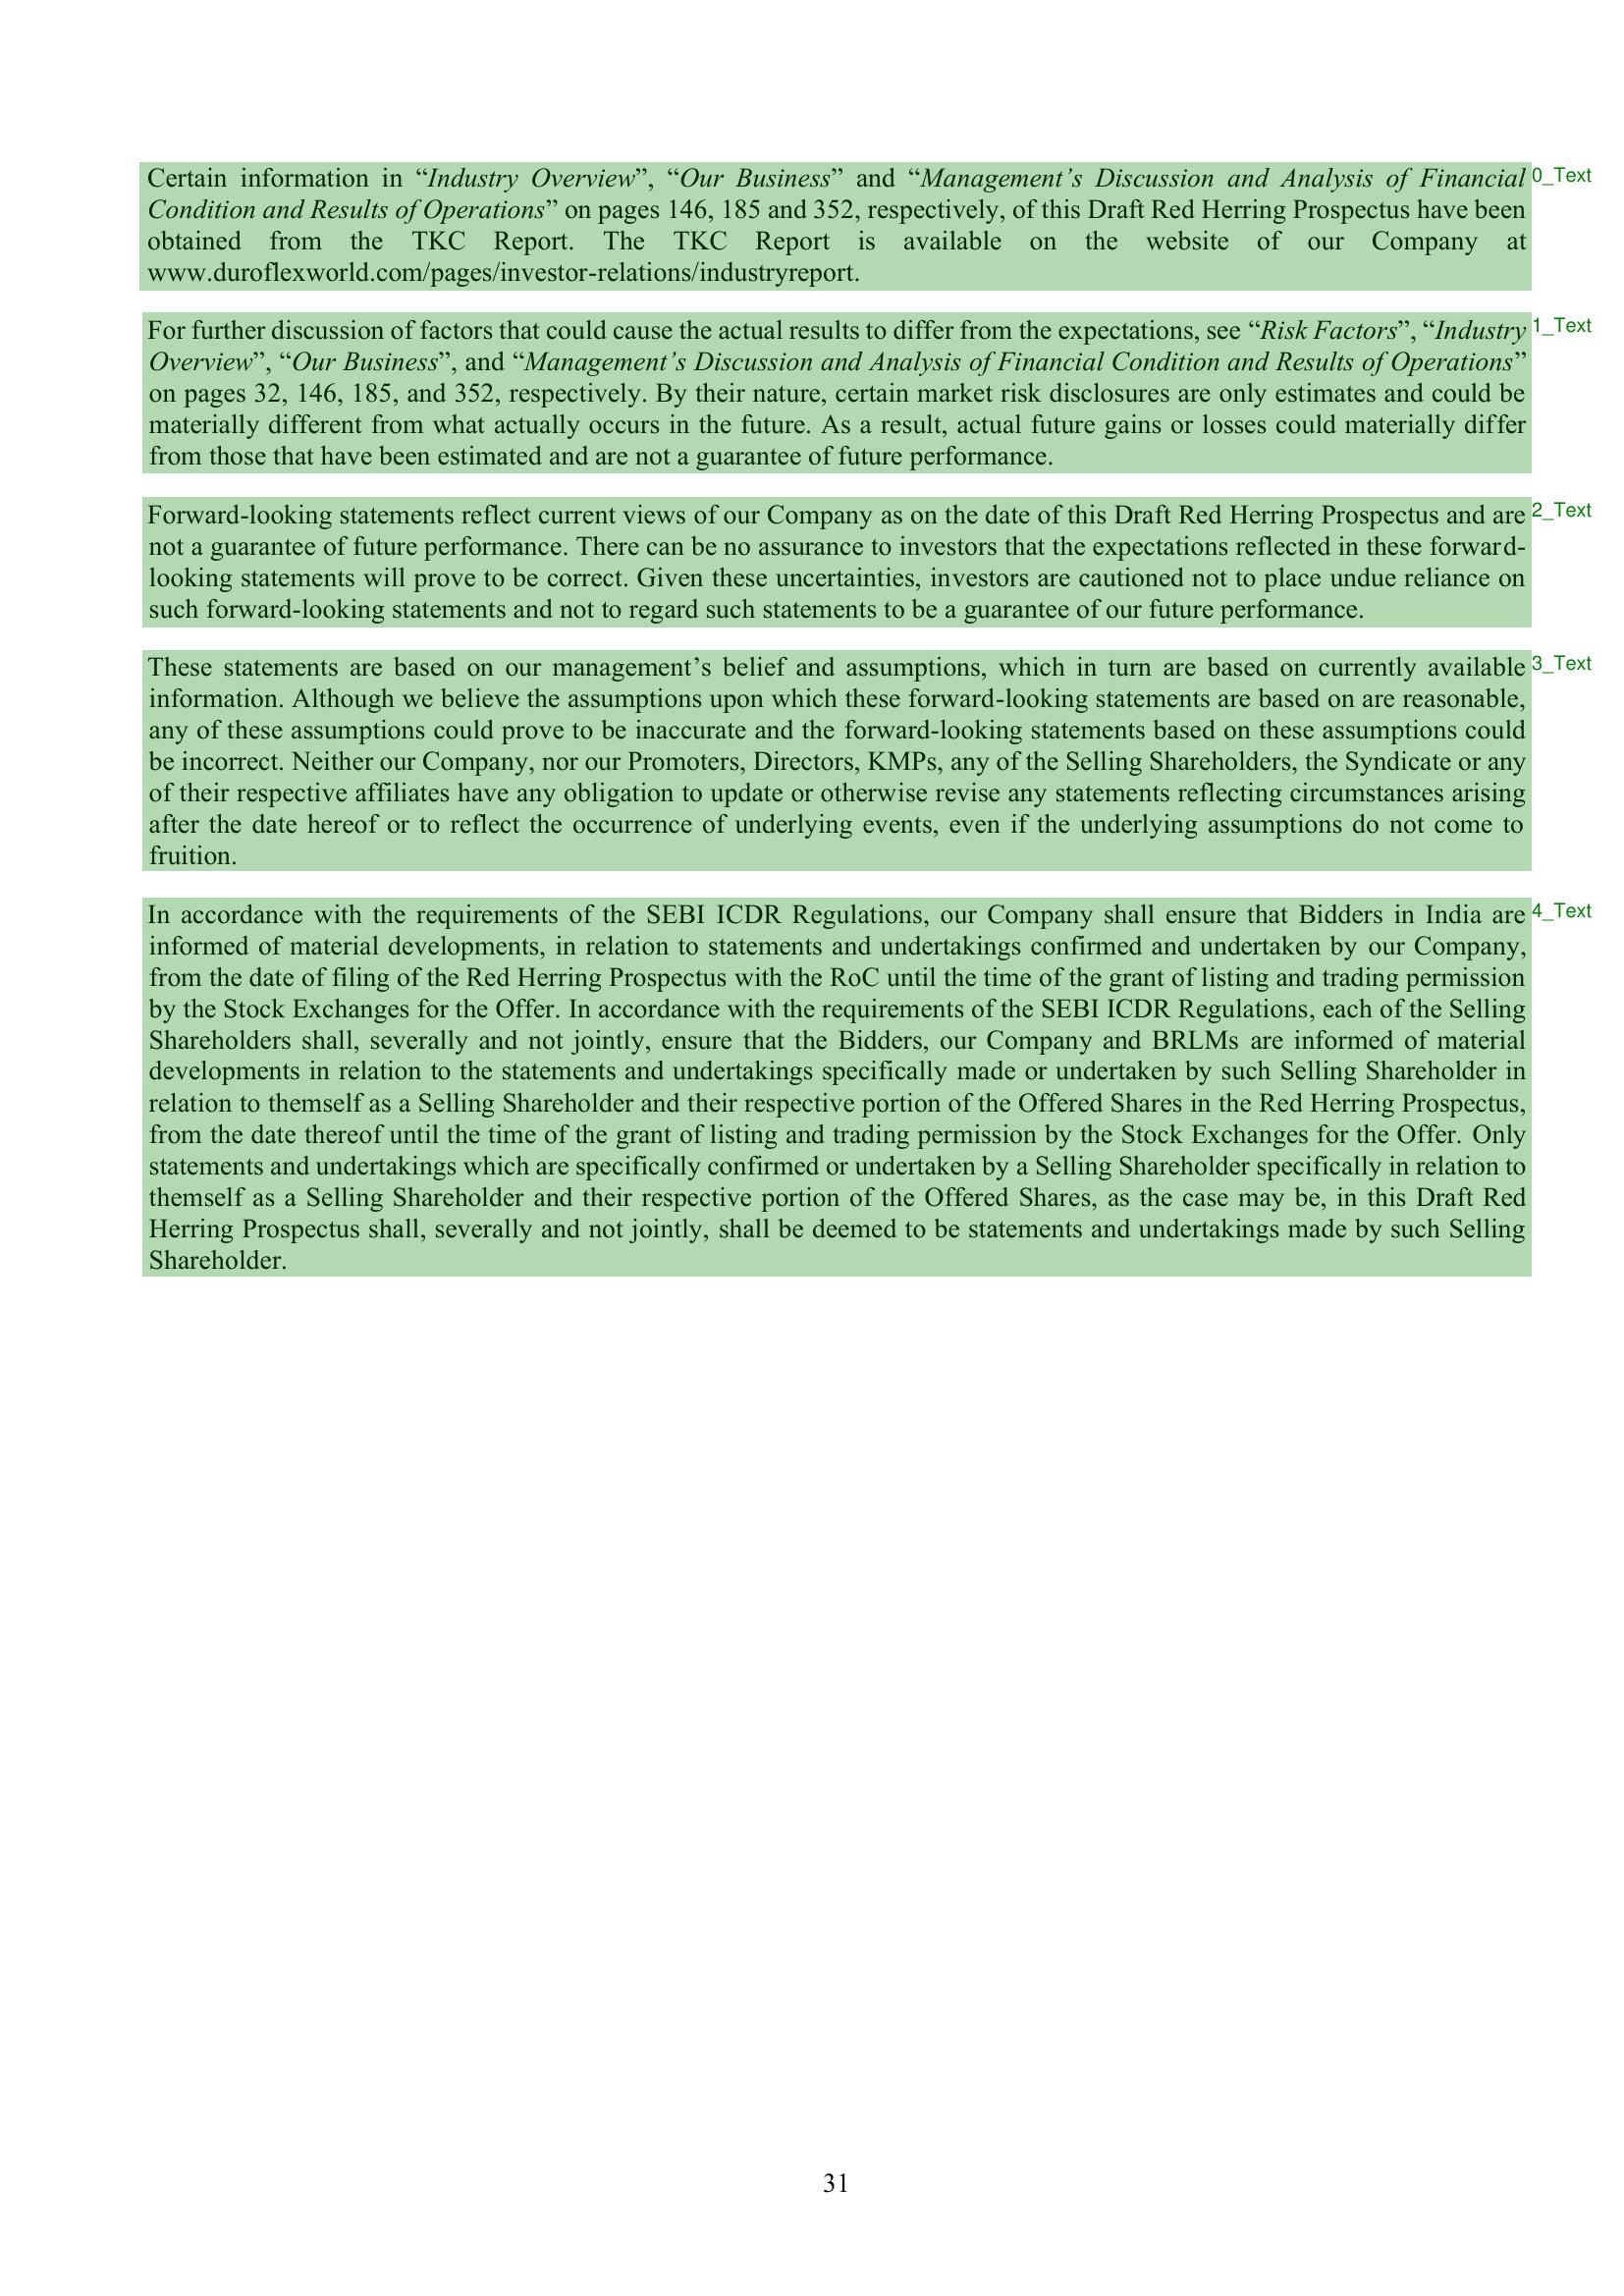 Certain information in “Industry Overview”, “Our Business” and “Management’s Discussion and Analysis of Financial 0_Text
Condition and Results of Operations” on pages 146, 185 and 352, respectively, of this Draft Red Herring Prospectus have been
obtained from the TKC Report. The TKC Report is available on the website of our Company at
www.duroflexworld.com/pages/investor-relations/industryreport.
For further discussion of factors that could cause the actual results to differ from the expectations, see “Risk Factors”, “Industry 1_Text
Overview”, “Our Business”, and “Management’s Discussion and Analysis of Financial Condition and Results of Operations”
on pages 32, 146, 185, and 352, respectively. By their nature, certain market risk disclosures are only estimates and could be
materially different from what actually occurs in the future. As a result, actual future gains or losses could materially differ
from those that have been estimated and are not a guarantee of future performance.
Forward-looking statements reflect current views of our Company as on the date of this Draft Red Herring Prospectus and are 2_Text
not a guarantee of future performance. There can be no assurance to investors that the expectations reflected in these forward-
looking statements will prove to be correct. Given these uncertainties, investors are cautioned not to place undue reliance on
such forward-looking statements and not to regard such statements to be a guarantee of our future performance.
These statements are based on our management’s belief and assumptions, which in turn are based on currently available 3_Text
information. Although we believe the assumptions upon which these forward-looking statements are based on are reasonable,
any of these assumptions could prove to be inaccurate and the forward-looking statements based on these assumptions could
be incorrect. Neither our Company, nor our Promoters, Directors, KMPs, any of the Selling Shareholders, the Syndicate or any
of their respective affiliates have any obligation to update or otherwise revise any statements reflecting circumstances arising
after the date hereof or to reflect the occurrence of underlying events, even if the underlying assumptions do not come to
fruition.
In accordance with the requirements of the SEBI ICDR Regulations, our Company shall ensure that Bidders in India are 4_Text
informed of material developments, in relation to statements and undertakings confirmed and undertaken by our Company,
from the date of filing of the Red Herring Prospectus with the RoC until the time of the grant of listing and trading permission
by the Stock Exchanges for the Offer. In accordance with the requirements of the SEBI ICDR Regulations, each of the Selling
Shareholders shall, severally and not jointly, ensure that the Bidders, our Company and BRLMs are informed of material
developments in relation to the statements and undertakings specifically made or undertaken by such Selling Shareholder in
relation to themself as a Selling Shareholder and their respective portion of the Offered Shares in the Red Herring Prospectus,
from the date thereof until the time of the grant of listing and trading permission by the Stock Exchanges for the Offer. Only
statements and undertakings which are specifically confirmed or undertaken by a Selling Shareholder specifically in relation to
themself as a Selling Shareholder and their respective portion of the Offered Shares, as the case may be, in this Draft Red
Herring Prospectus shall, severally and not jointly, shall be deemed to be statements and undertakings made by such Selling
Shareholder.
31